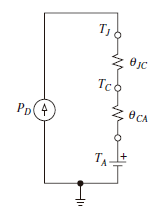 T_J
θ_JC
T_C
P_D
θ_CA
T_A +